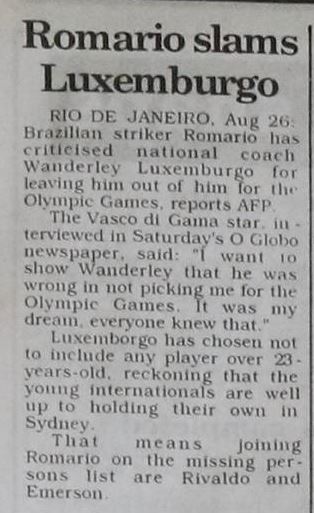 Romario slams
Luxemburgo
RIO DE JANEIRO, Aug 26:
Brazilian striker Romario has
criticised national coach
Wanderley Luxemburgo for
leaving him out of him for the
Olympic Games, reports AFP.
The Vasco di Gama star, in-
terviewed in Saturday's O Globo
newspaper, said: "I want to
show Wanderley that he was
wrong in not picking me for the
Olympic Games. It was my
dream, everyone knew that."
Luxemborgo has chosen not
to include any player over 23-
years-old, reckoning that the
young internationals are well
up to holding their own in
Sydney.
That means joining
Romario on the missing per-
sons list are Rivaldo and
Emerson.